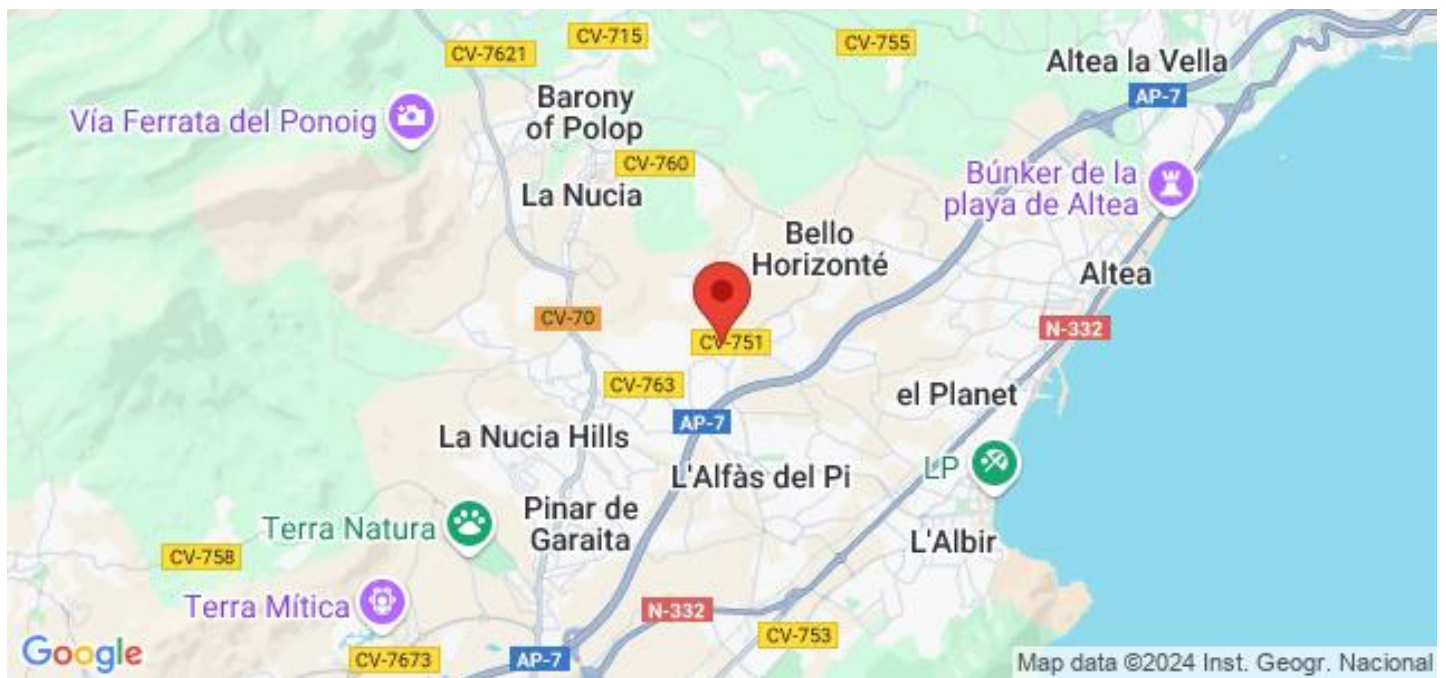 CV-715
CV-755
CV-7621
Altea la Vella
AP-7
Barony
of Polop
Vía Ferrata del Ponoig
CV-760
Búnker de la
playa de Altea
La Nucia
Bello
Horizonté
Altea
CV-70
N-332
CV-751
CV-763
el Planet
AP-7
La Nucia Hills
L'Alfàs del Pi
LP
Pinar de
Garaita
Terra Natura
L'Albir
CV-758
Terra Mítica
N-332
CV-753
Google
CV-7673
AP-7
Map data ©2024 Inst. Geogr. Nacional